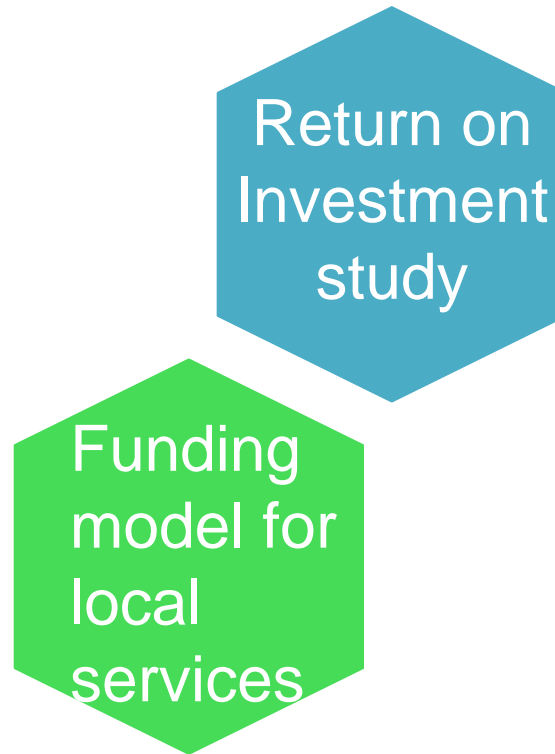 Return on
Investment
study
Funding
model for
local
services